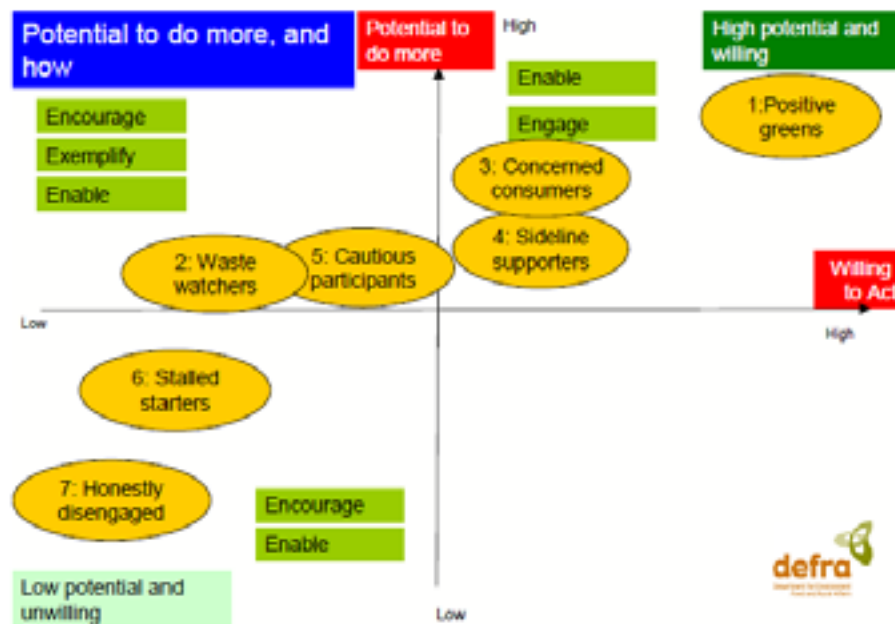 Potential to do more, and
how
Potential to
do more
High
High potential and
willing
Enable
Engage
1:Positive
greens
Encourage
Exemplify
Enable
3: Concerned
consumers
4: Sideline
supporters
2: Waste
watchers
5: Cautious
participants
Willing
to Act
Low
High
6: Stalled
starters
7: Honestly
disengaged
Encourage
Enable
defra
Low potential and
unwilling
Low